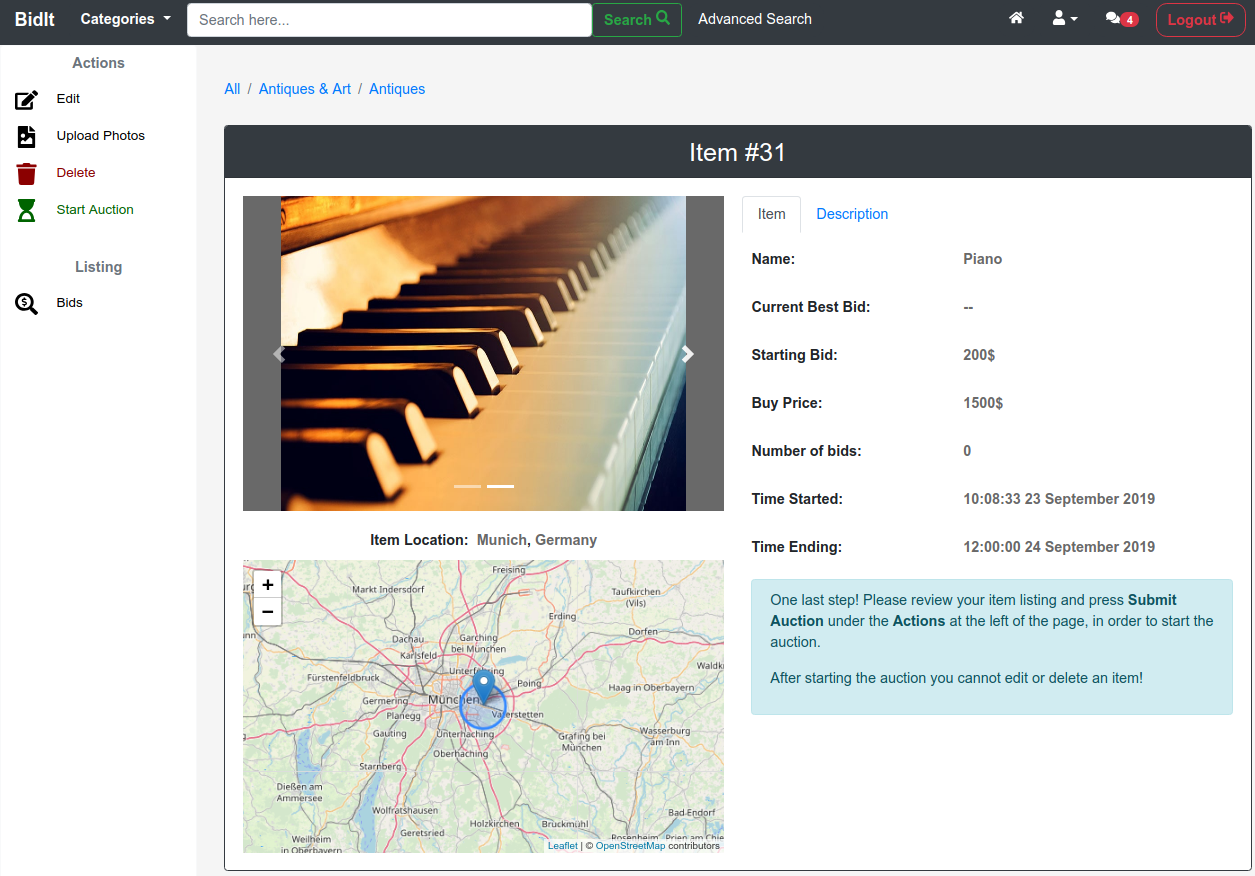 BidIt
Categories
Search here...
Search
Advanced Search
4
Logout
Actions
Edit
Upload Photos
Delete
Start Auction
Listing
Bids
All / Antiques & Art / Antiques
Item #31
Item
Description
Name: Piano
Current Best Bid: --
Starting Bid: 200$
Buy Price: 1500$
Number of bids: 0
Time Started: 10:08:33 23 September 2019
Time Ending: 12:00:00 24 September 2019
One last step! Please review your item listing and press Submit
Auction under the Actions at the left of the page, in order to start the
auction.
After starting the auction you cannot edit or delete an item!
Item Location: Munich, Germany
+
−
Freising
Markt Indersdorf
Taufkirchen
(Vils)
Erding
Dorfen
Dachau
Garching
bei München
Karlsfeld
Unterföhring
Fürstenfeldbruck
Poing
Haag in Oberbayern
Germering
München
Planegg
Vaterstetten
Gauting
Unterhaching
Grafing bei
München
Wasserburg
am Inn
Oberhaching
Starnberg
Dießen am
Ammersee
Wolfratshausen
Bad Endorf
Geretsried
Holzkirchen
Bruckmühl
Weilheim
in Oberbayern
Rosenheim
Leaflet | © OpenStreetMap contributors